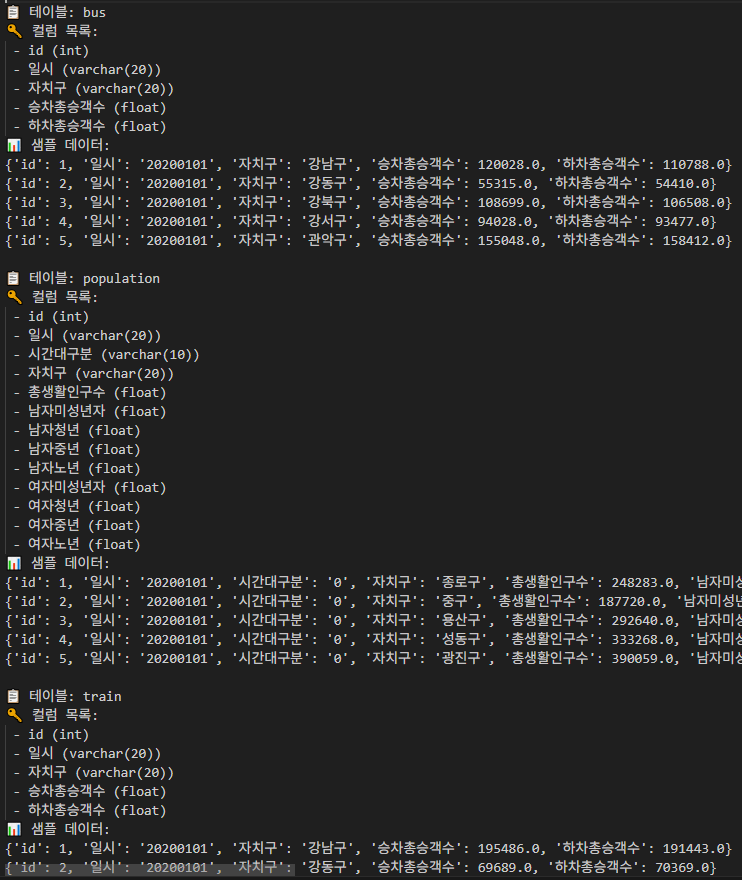 📋 테이블: bus
🔑 컬럼 목록:
- id (int)
- 일시 (varchar(20))
- 자치구 (varchar(20))
- 승차총승객수 (float)
- 하차총승객수 (float)
📊 샘플 데이터:
{'id': 1, '일시': '20200101', '자치구': '강남구', '승차총승객수': 120028.0, '하차총승객수': 110788.0}
{'id': 2, '일시': '20200101', '자치구': '강동구', '승차총승객수': 55315.0, '하차총승객수': 54410.0}
{'id': 3, '일시': '20200101', '자치구': '강북구', '승차총승객수': 108699.0, '하차총승객수': 106508.0}
{'id': 4, '일시': '20200101', '자치구': '강서구', '승차총승객수': 94028.0, '하차총승객수': 93477.0}
{'id': 5, '일시': '20200101', '자치구': '관악구', '승차총승객수': 155048.0, '하차총승객수': 158412.0}
📋 테이블: population
🔑 컬럼 목록:
- id (int)
- 일시 (varchar(20))
- 시간대구분 (varchar(10))
- 자치구 (varchar(20))
- 총생활인구수 (float)
- 남자미성년자 (float)
- 남자청년 (float)
- 남자중년 (float)
- 남자노년 (float)
- 여자미성년자 (float)
- 여자청년 (float)
- 여자중년 (float)
- 여자노년 (float)
📊 샘플 데이터:
{'id': 1, '일시': '20200101', '시간대구분': '0', '자치구': '종로구', '총생활인구수': 248283.0, '남자미성
{'id': 2, '일시': '20200101', '시간대구분': '0', '자치구': '중구', '총생활인구수': 187720.0, '남자미성년
{'id': 3, '일시': '20200101', '시간대구분': '0', '자치구': '용산구', '총생활인구수': 292640.0, '남자미성
{'id': 4, '일시': '20200101', '시간대구분': '0', '자치구': '성동구', '총생활인구수': 333268.0, '남자미성
{'id': 5, '일시': '20200101', '시간대구분': '0', '자치구': '광진구', '총생활인구수': 390059.0, '남자미성
📋 테이블: train
🔑 컬럼 목록:
- id (int)
- 일시 (varchar(20))
- 자치구 (varchar(20))
- 승차총승객수 (float)
- 하차총승객수 (float)
📊 샘플 데이터:
{'id': 1, '일시': '20200101', '자치구': '강남구', '승차총승객수': 195486.0, '하차총승객수': 191443.0}
{'id': 2, '일시': '20200101', '자치구': '강동구', '승차총승객수': 69689.0, '하차총승객수': 70369.0}